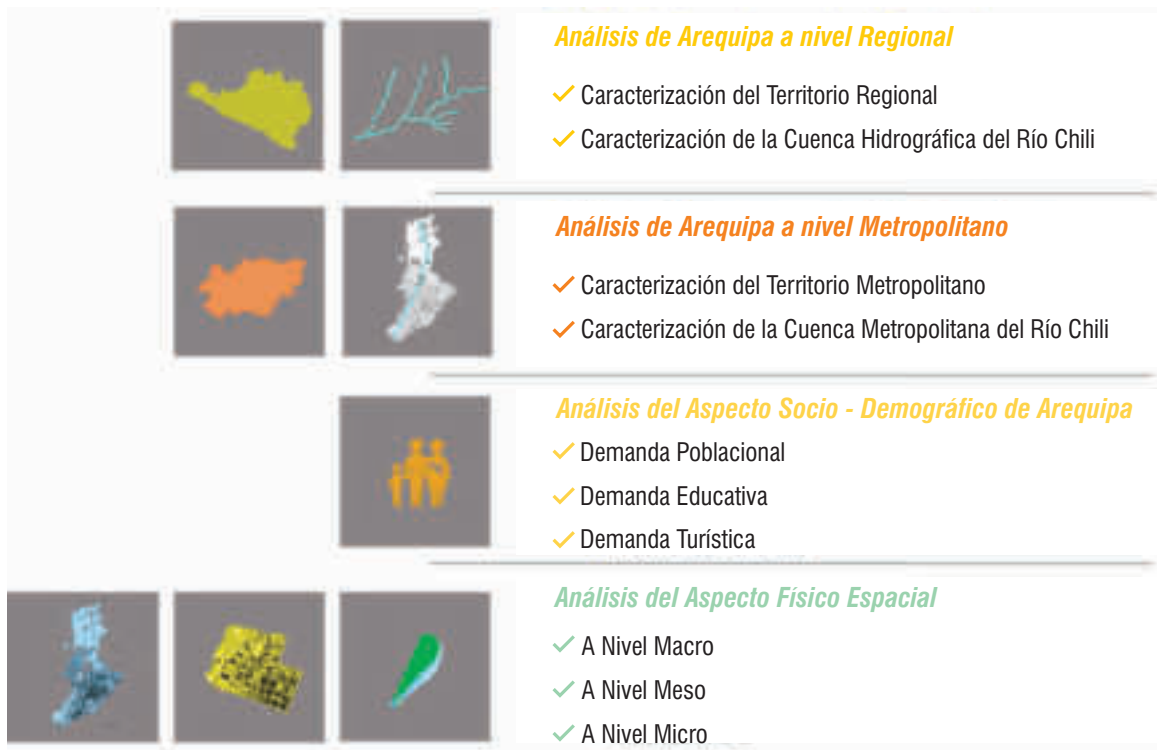 Análisis de Arequipa a nivel Regional
Caracterización del Territorio Regional
Caracterización de la Cuenca Hidrográfica del Río Chili
Análisis de Arequipa a nivel Metropolitano
Caracterización del Territorio Metropolitano
Caracterización de la Cuenca Metropolitana del Río Chili
Análisis del Aspecto Socio - Demográfico de Arequipa
Demanda Poblacional
Demanda Educativa
Demanda Turística
Análisis del Aspecto Físico Espacial
A Nivel Macro
A Nivel Meso
A Nivel Micro